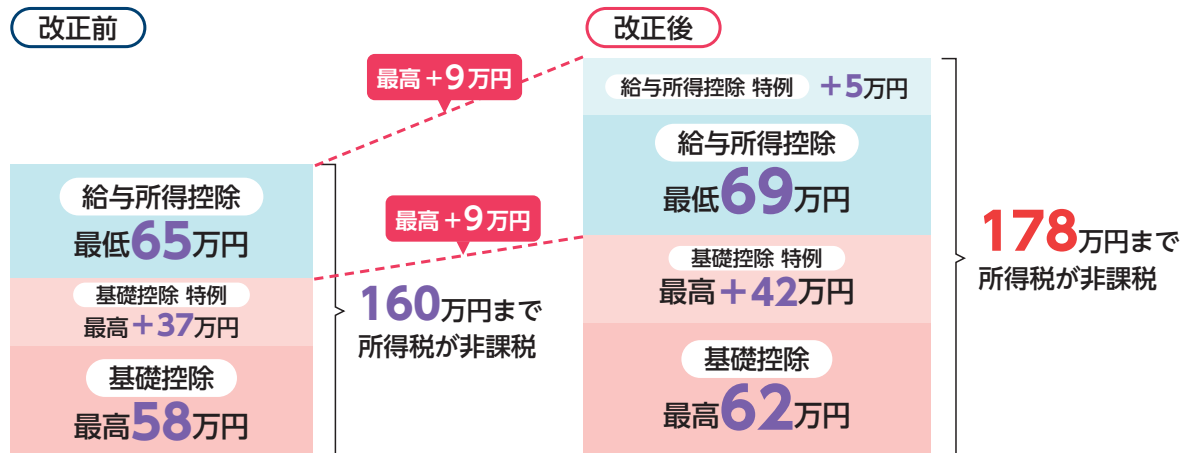 改正前
給与所得控除
最低65万円
基礎控除 特例
最高+37万円
基礎控除
最高58万円
160万円まで
所得税が非課税
最高+9万円
最高+9万円
改正後
給与所得控除 特例 +5万円
給与所得控除
最低69万円
基礎控除 特例
最高+42万円
基礎控除
最高62万円
178万円まで
所得税が非課税